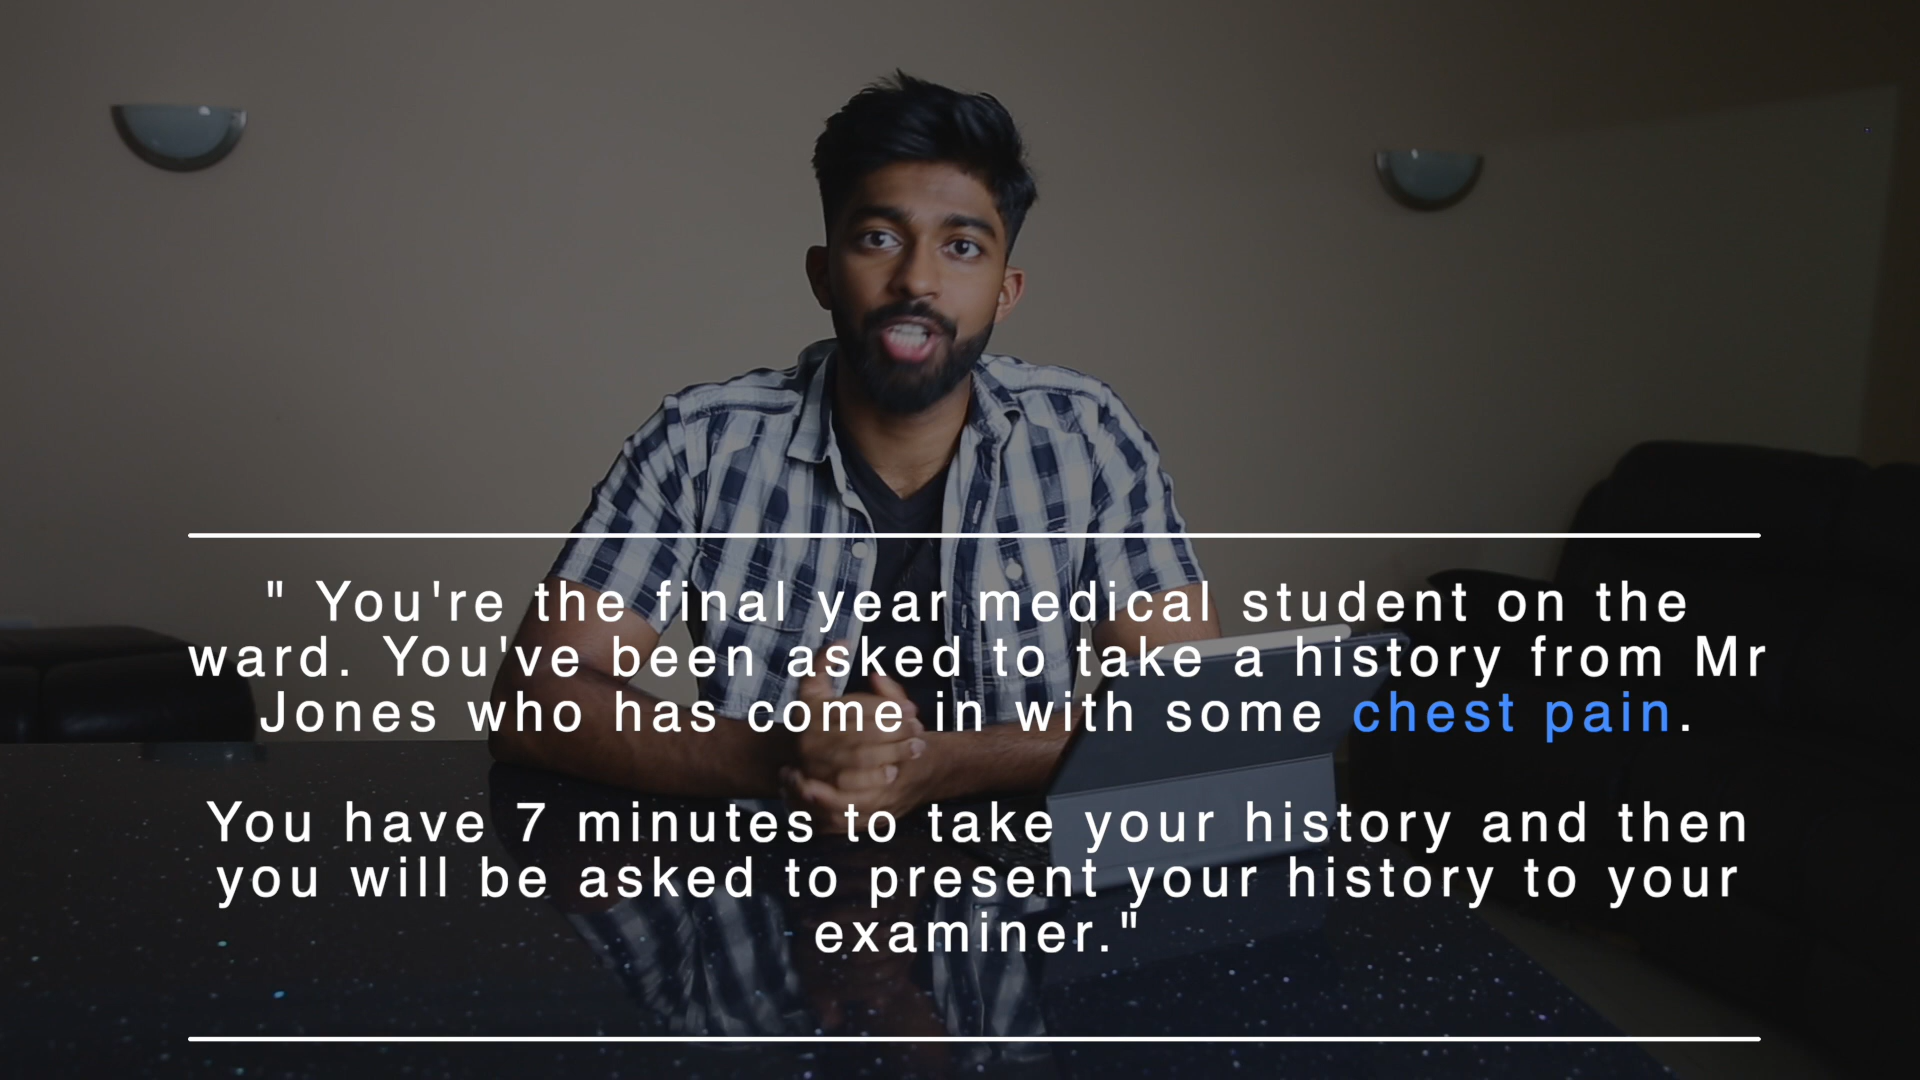 " You're the final year medical student on the
ward. You've been asked to take a history from Mr
Jones who has come in with some chest pain.
You have 7 minutes to take your history and then
you will be asked to present your history to your
examiner."